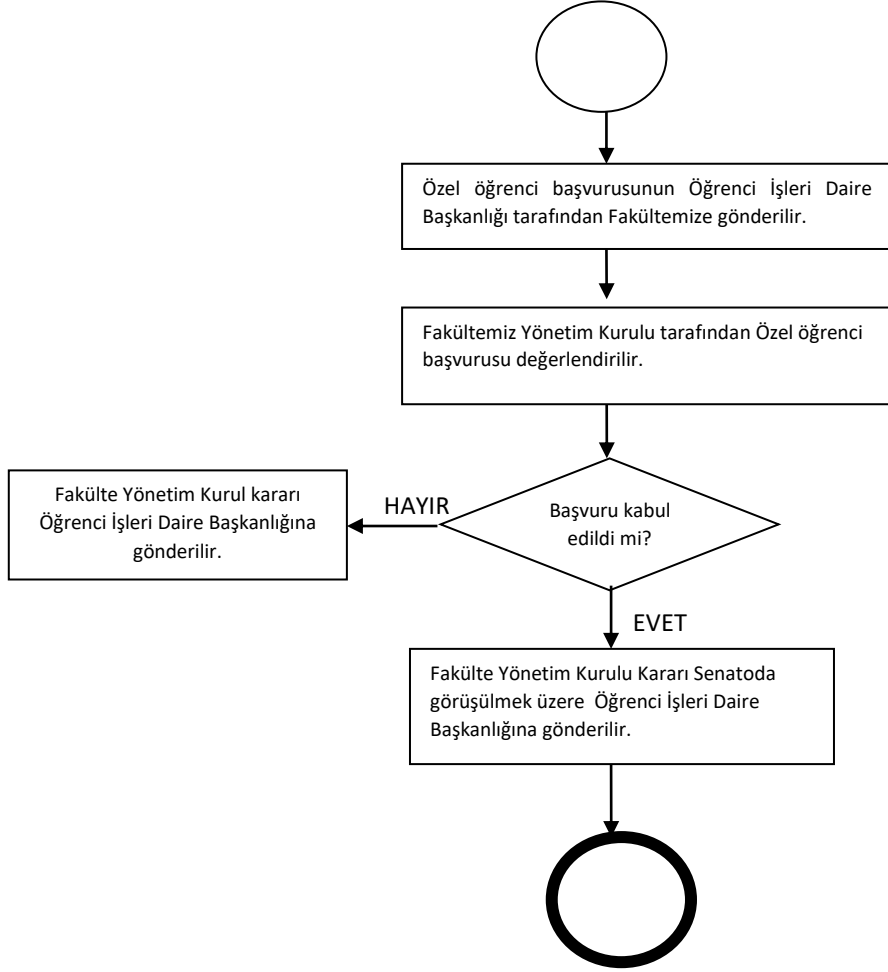 Özel öğrenci başvurusunun Öğrenci İşleri Daire
Başkanlığı tarafından Fakültemize gönderilir.
Fakültemiz Yönetim Kurulu tarafından Özel öğrenci
başvurusu değerlendirilir.
Başvuru kabul
edildi mi?
HAYIR
Fakülte Yönetim Kurul kararı
Öğrenci İşleri Daire Başkanlığına
gönderilir.
EVET
Fakülte Yönetim Kurulu Kararı Senatoda
görüşülmek üzere Öğrenci İşleri Daire
Başkanlığına gönderilir.